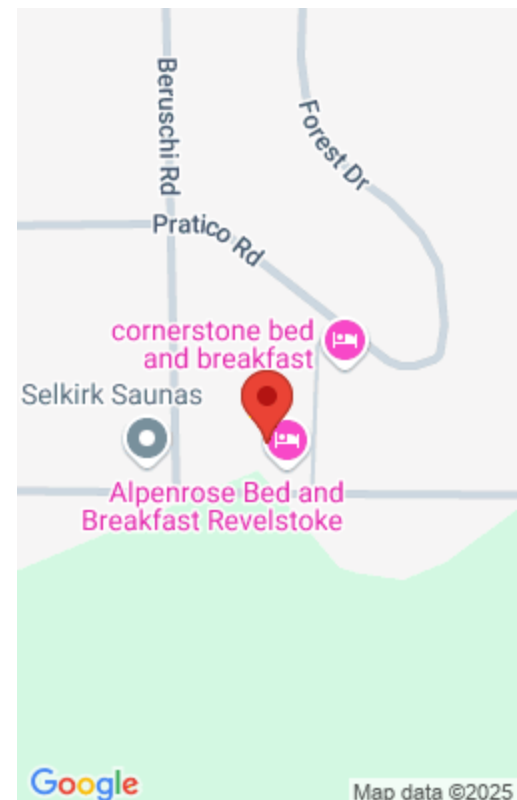 Beruschi Rd
Forest Dr
Pratico Rd
cornerstone bed
and breakfast
Selkirk Saunas
Alpenrose Bed and
Breakfast Revelstoke
Google
Map data ©2025